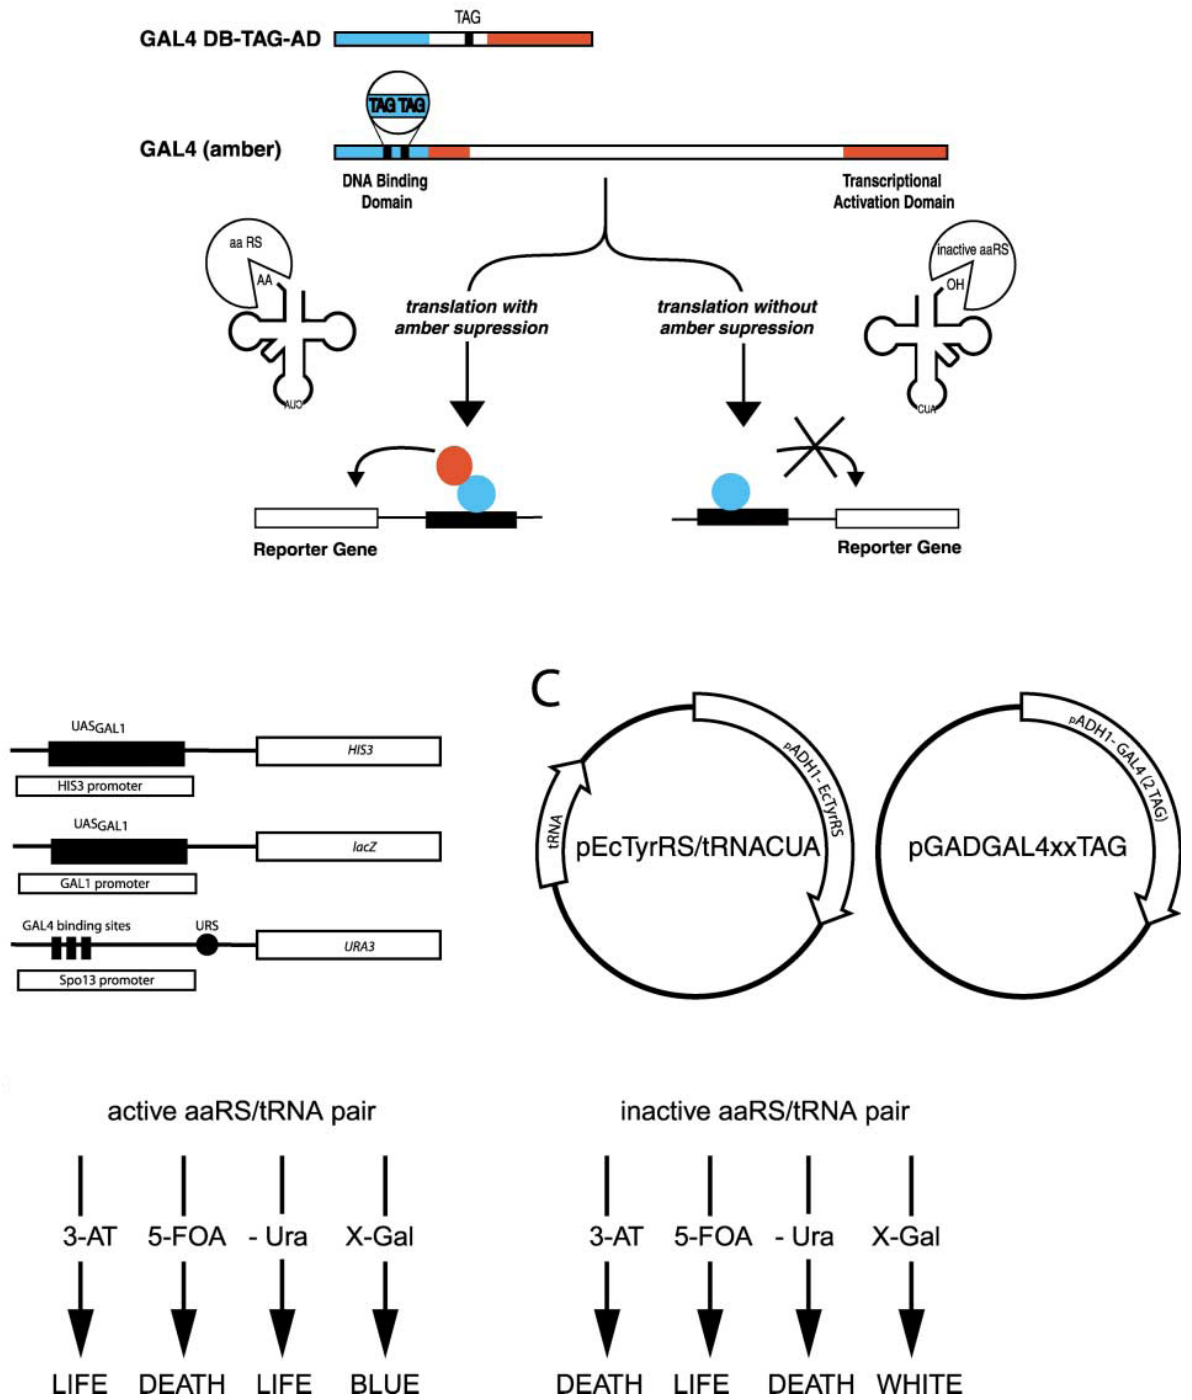 TAG
GAL4 DB-TAG-AD
TAG TAG
GAL4 (amber)
DNA Binding
Domain
Transcriptional
Activation Domain
aa RS
AA
CUA
translation with
amber supression
translation without
amber supression
inactive aaRS
OH
CUA
Reporter Gene
Reporter Gene
UASGAL1
HIS3
HIS3 promoter
UASGAL1
lacZ
GAL1 promoter
GAL4 binding sites
URS
URA3
Spo13 promoter
C
pADH1- EcTyrRS
tRNA
pEcTyrRS/tRNACUA
pADH1- GAL4 (2 TAG)
pGADGAL4xxTAG
active aaRS/tRNA pair
inactive aaRS/tRNA pair
3-AT 5-FOA - Ura X-Gal
3-AT 5-FOA - Ura X-Gal
LIFE DEATH LIFE BLUE
DEATH LIFE DEATH WHITE